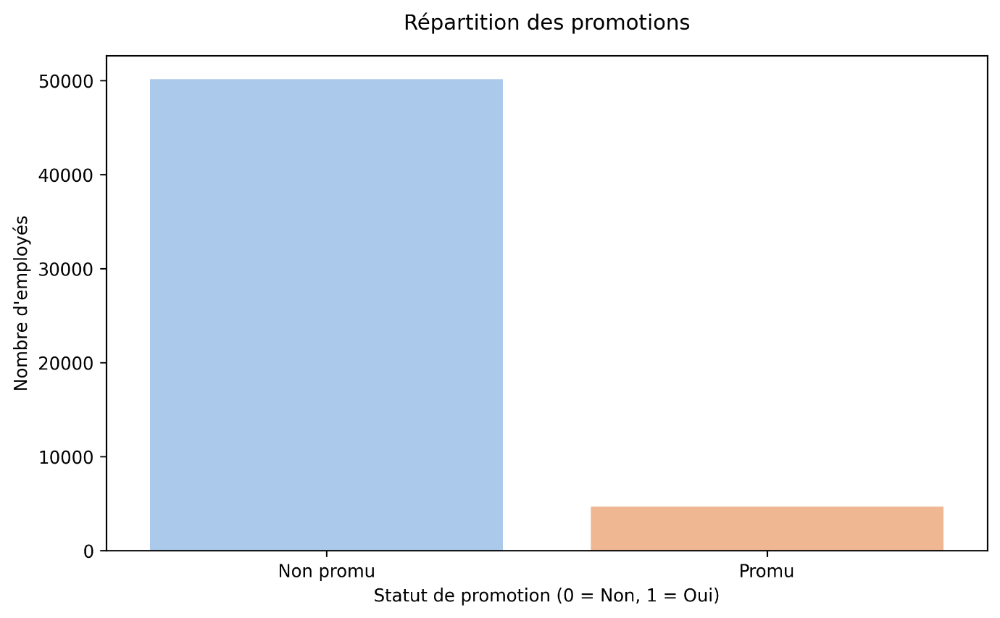 Répartition des promotions
50000
40000
30000
20000
10000
0
Nombre d'employés
Non promu
Promu
Statut de promotion (0 = Non, 1 = Oui)